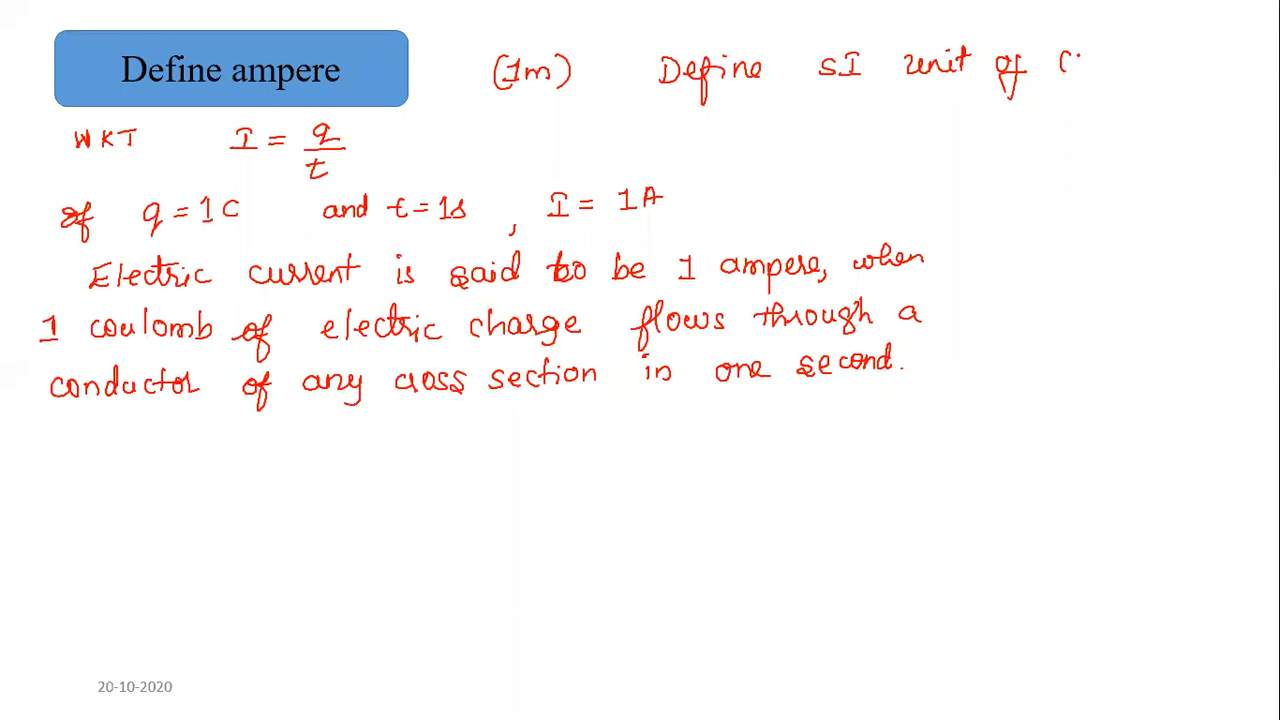 Define ampere (1m) Define SI unit of C
WKT I = q/t
If q = 1C and t = 1s, I = 1A
Electric current is said to be 1 ampere, when
1 coulomb of electric charge flows through a
conductor of any cross section in one second.
20-10-2020